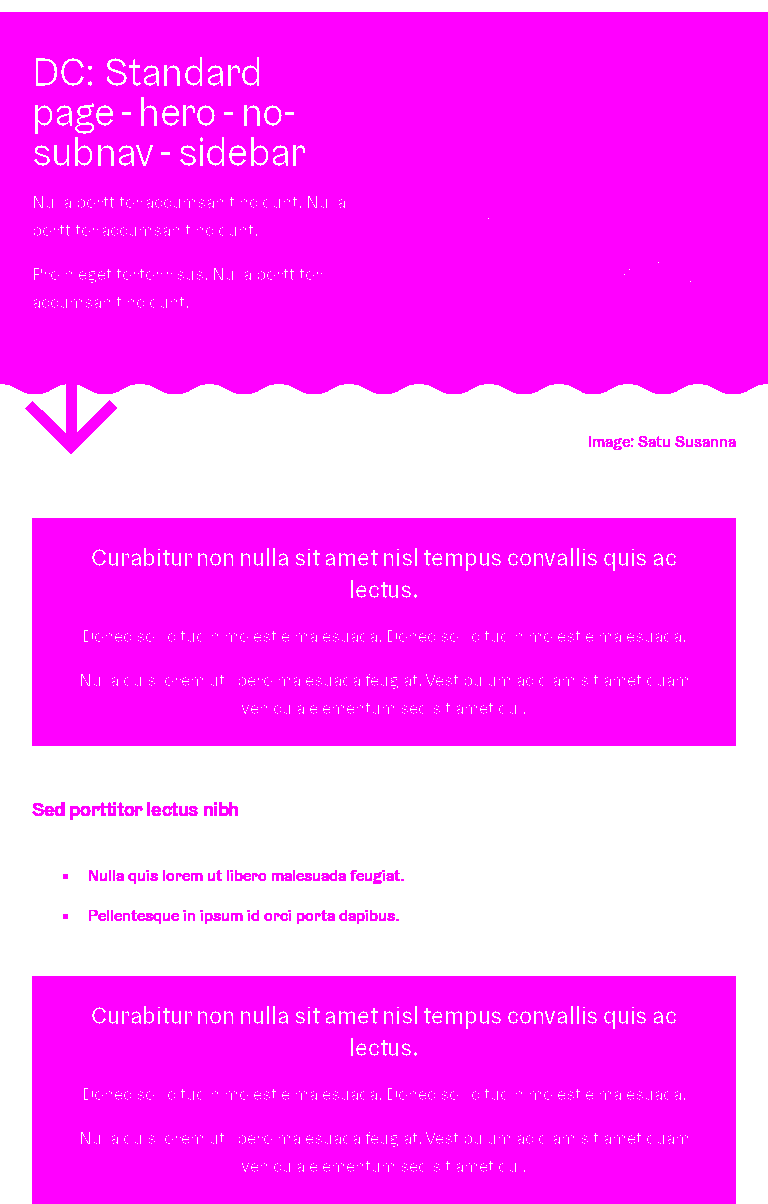 DC: Standard
page - hero - no-
subnav - sidebar
Nulla porttitor accumsan tincidunt. Nulla
porttitor accumsan tincidunt.
Proin eget tortor risus. Nulla porttitor
accumsan tincidunt.
Image: Satu Susanna
Curabitur non nulla sit amet nisl tempus convallis quis ac
lectus.
Donec sollicitudin molestie malesuada. Donec sollicitudin molestie malesuada.
Nulla quis lorem ut libero malesuada feugiat. Vestibulum ac diam sit amet quam
vehicula elementum sed sit amet dui.
Sed porttitor lectus nibh
Nulla quis lorem ut libero malesuada feugiat.
Pellentesque in ipsum id orci porta dapibus.
Curabitur non nulla sit amet nisl tempus convallis quis ac
lectus.
Donec sollicitudin molestie malesuada. Donec sollicitudin molestie malesuada.
Nulla quis lorem ut libero malesuada feugiat. Vestibulum ac diam sit amet quam
vehicula elementum sed sit amet dui.